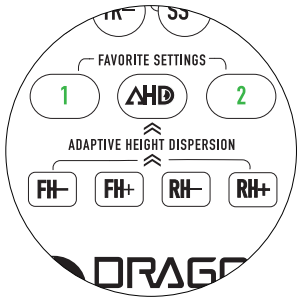 FAVORITE SETTINGS
1 AHD 2
ADAPTIVE HEIGHT DISPERSION
FH— FH+ RH— RH+